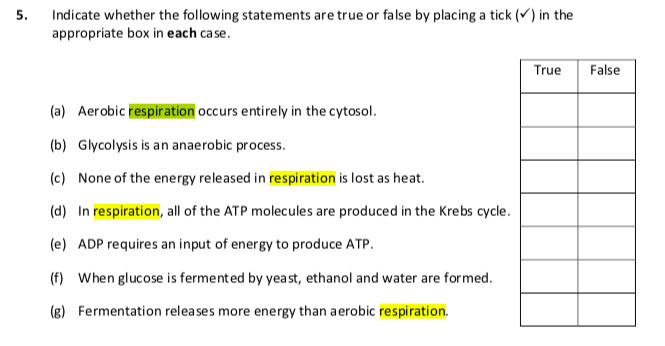 5. Indicate whether the following statements are true or false by placing a tick (✓) in the
appropriate box in each case.
True False
(a) Aerobic respiration occurs entirely in the cytosol.
(b) Glycolysis is an anaerobic process.
(c) None of the energy released in respiration is lost as heat.
(d) In respiration, all of the ATP molecules are produced in the Krebs cycle.
(e) ADP requires an input of energy to produce ATP.
(f) When glucose is fermented by yeast, ethanol and water are formed.
(g) Fermentation releases more energy than aerobic respiration.